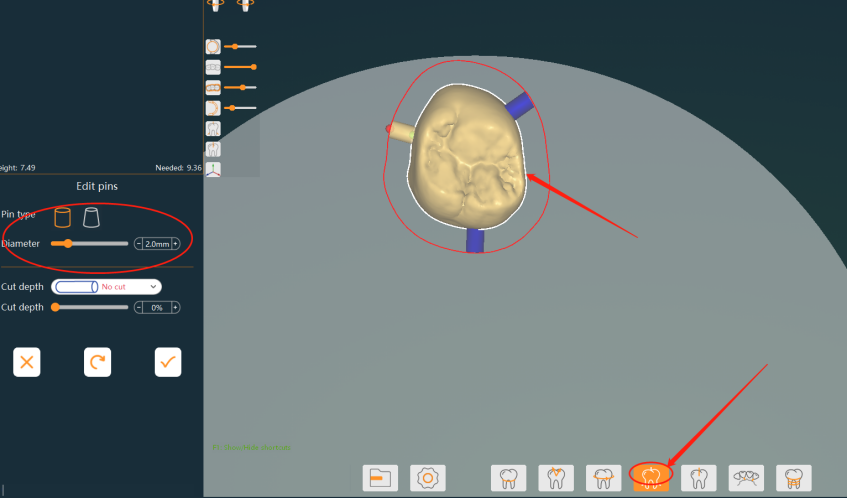 eight: 7.49
Needed: 9.36
Edit pins
Pin type
Diameter
- 2.0mm +
Cut depth
No cut
Cut depth
- 0% +